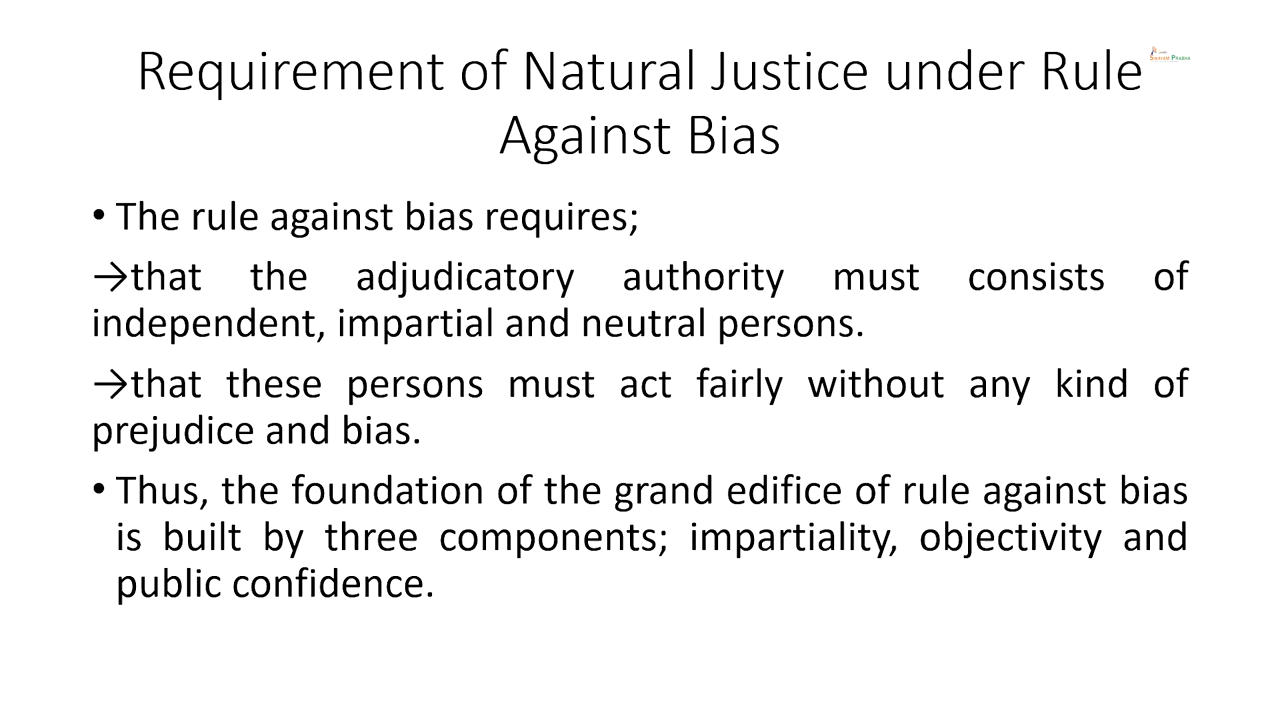 Requirement of Natural Justice under Rule
Against Bias
SWAYAM PRABHA
• The rule against bias requires;
→that the adjudicatory authority must consists of
independent, impartial and neutral persons.
→that these persons must act fairly without any kind of
prejudice and bias.
• Thus, the foundation of the grand edifice of rule against bias
is built by three components; impartiality, objectivity and
public confidence.